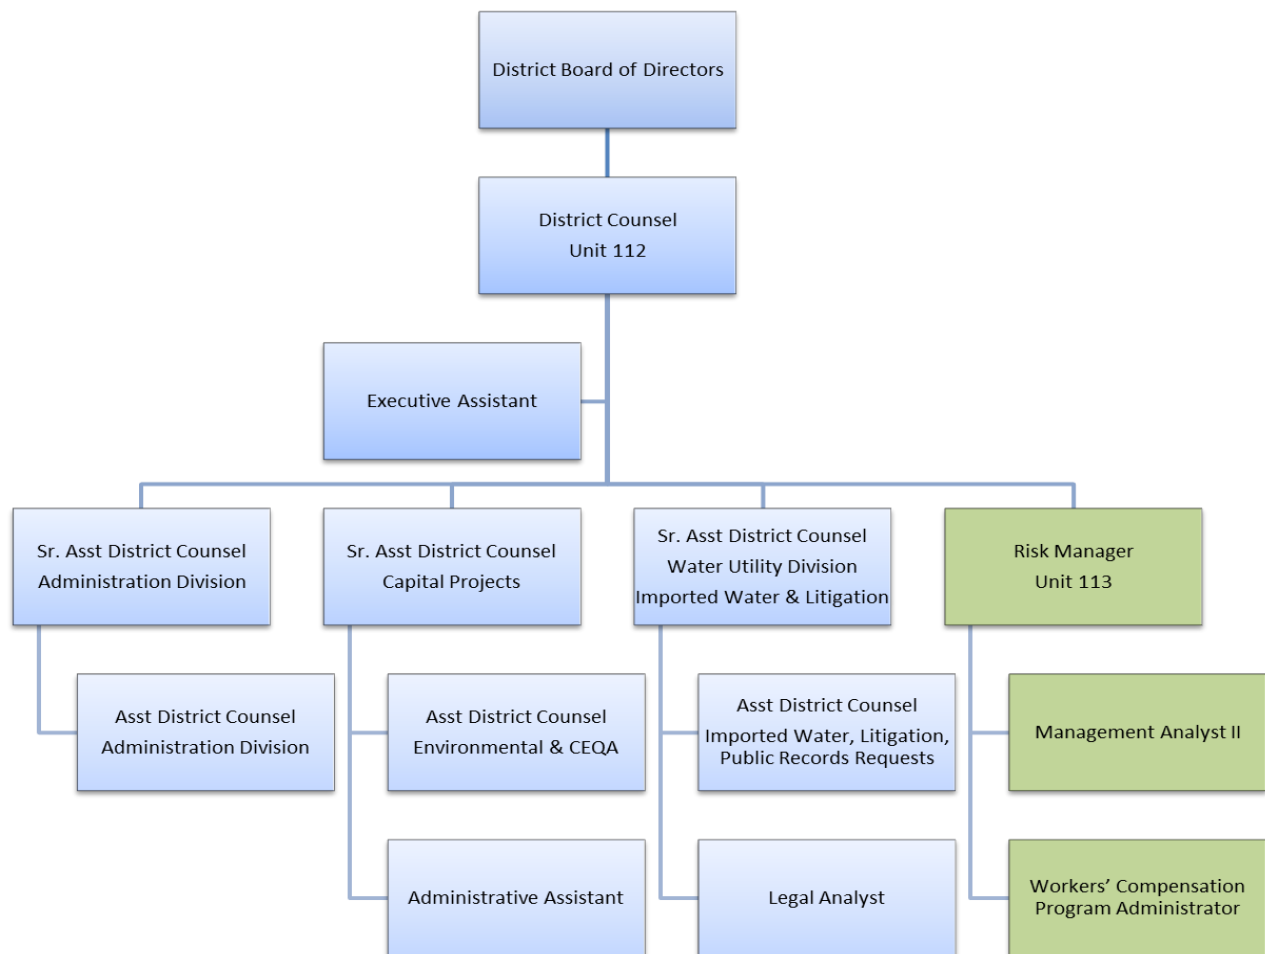 District Board of Directors
District Counsel
Unit 112
Executive Assistant
Sr. Asst District Counsel
Administration Division
Sr. Asst District Counsel
Capital Projects
Sr. Asst District Counsel
Water Utility Division
Imported Water & Litigation
Risk Manager
Unit 113
Asst District Counsel
Administration Division
Asst District Counsel
Environmental & CEQA
Asst District Counsel
Imported Water, Litigation,
Public Records Requests
Management Analyst II
Administrative Assistant
Legal Analyst
Workers’ Compensation
Program Administrator